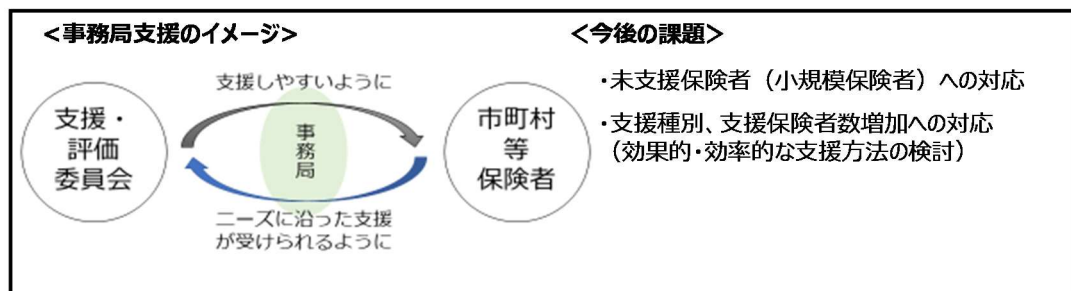 ＜事務局支援のイメージ＞
支援しやすいように
支援・
評価
委員会
事
務
局
市町村
等
保険者
ニーズに沿った支援
が受けられるように
＜今後の課題＞
・未支援保険者（小規模保険者）への対応
・支援種別、支援保険者数増加への対応
（効果的・効率的な支援方法の検討）